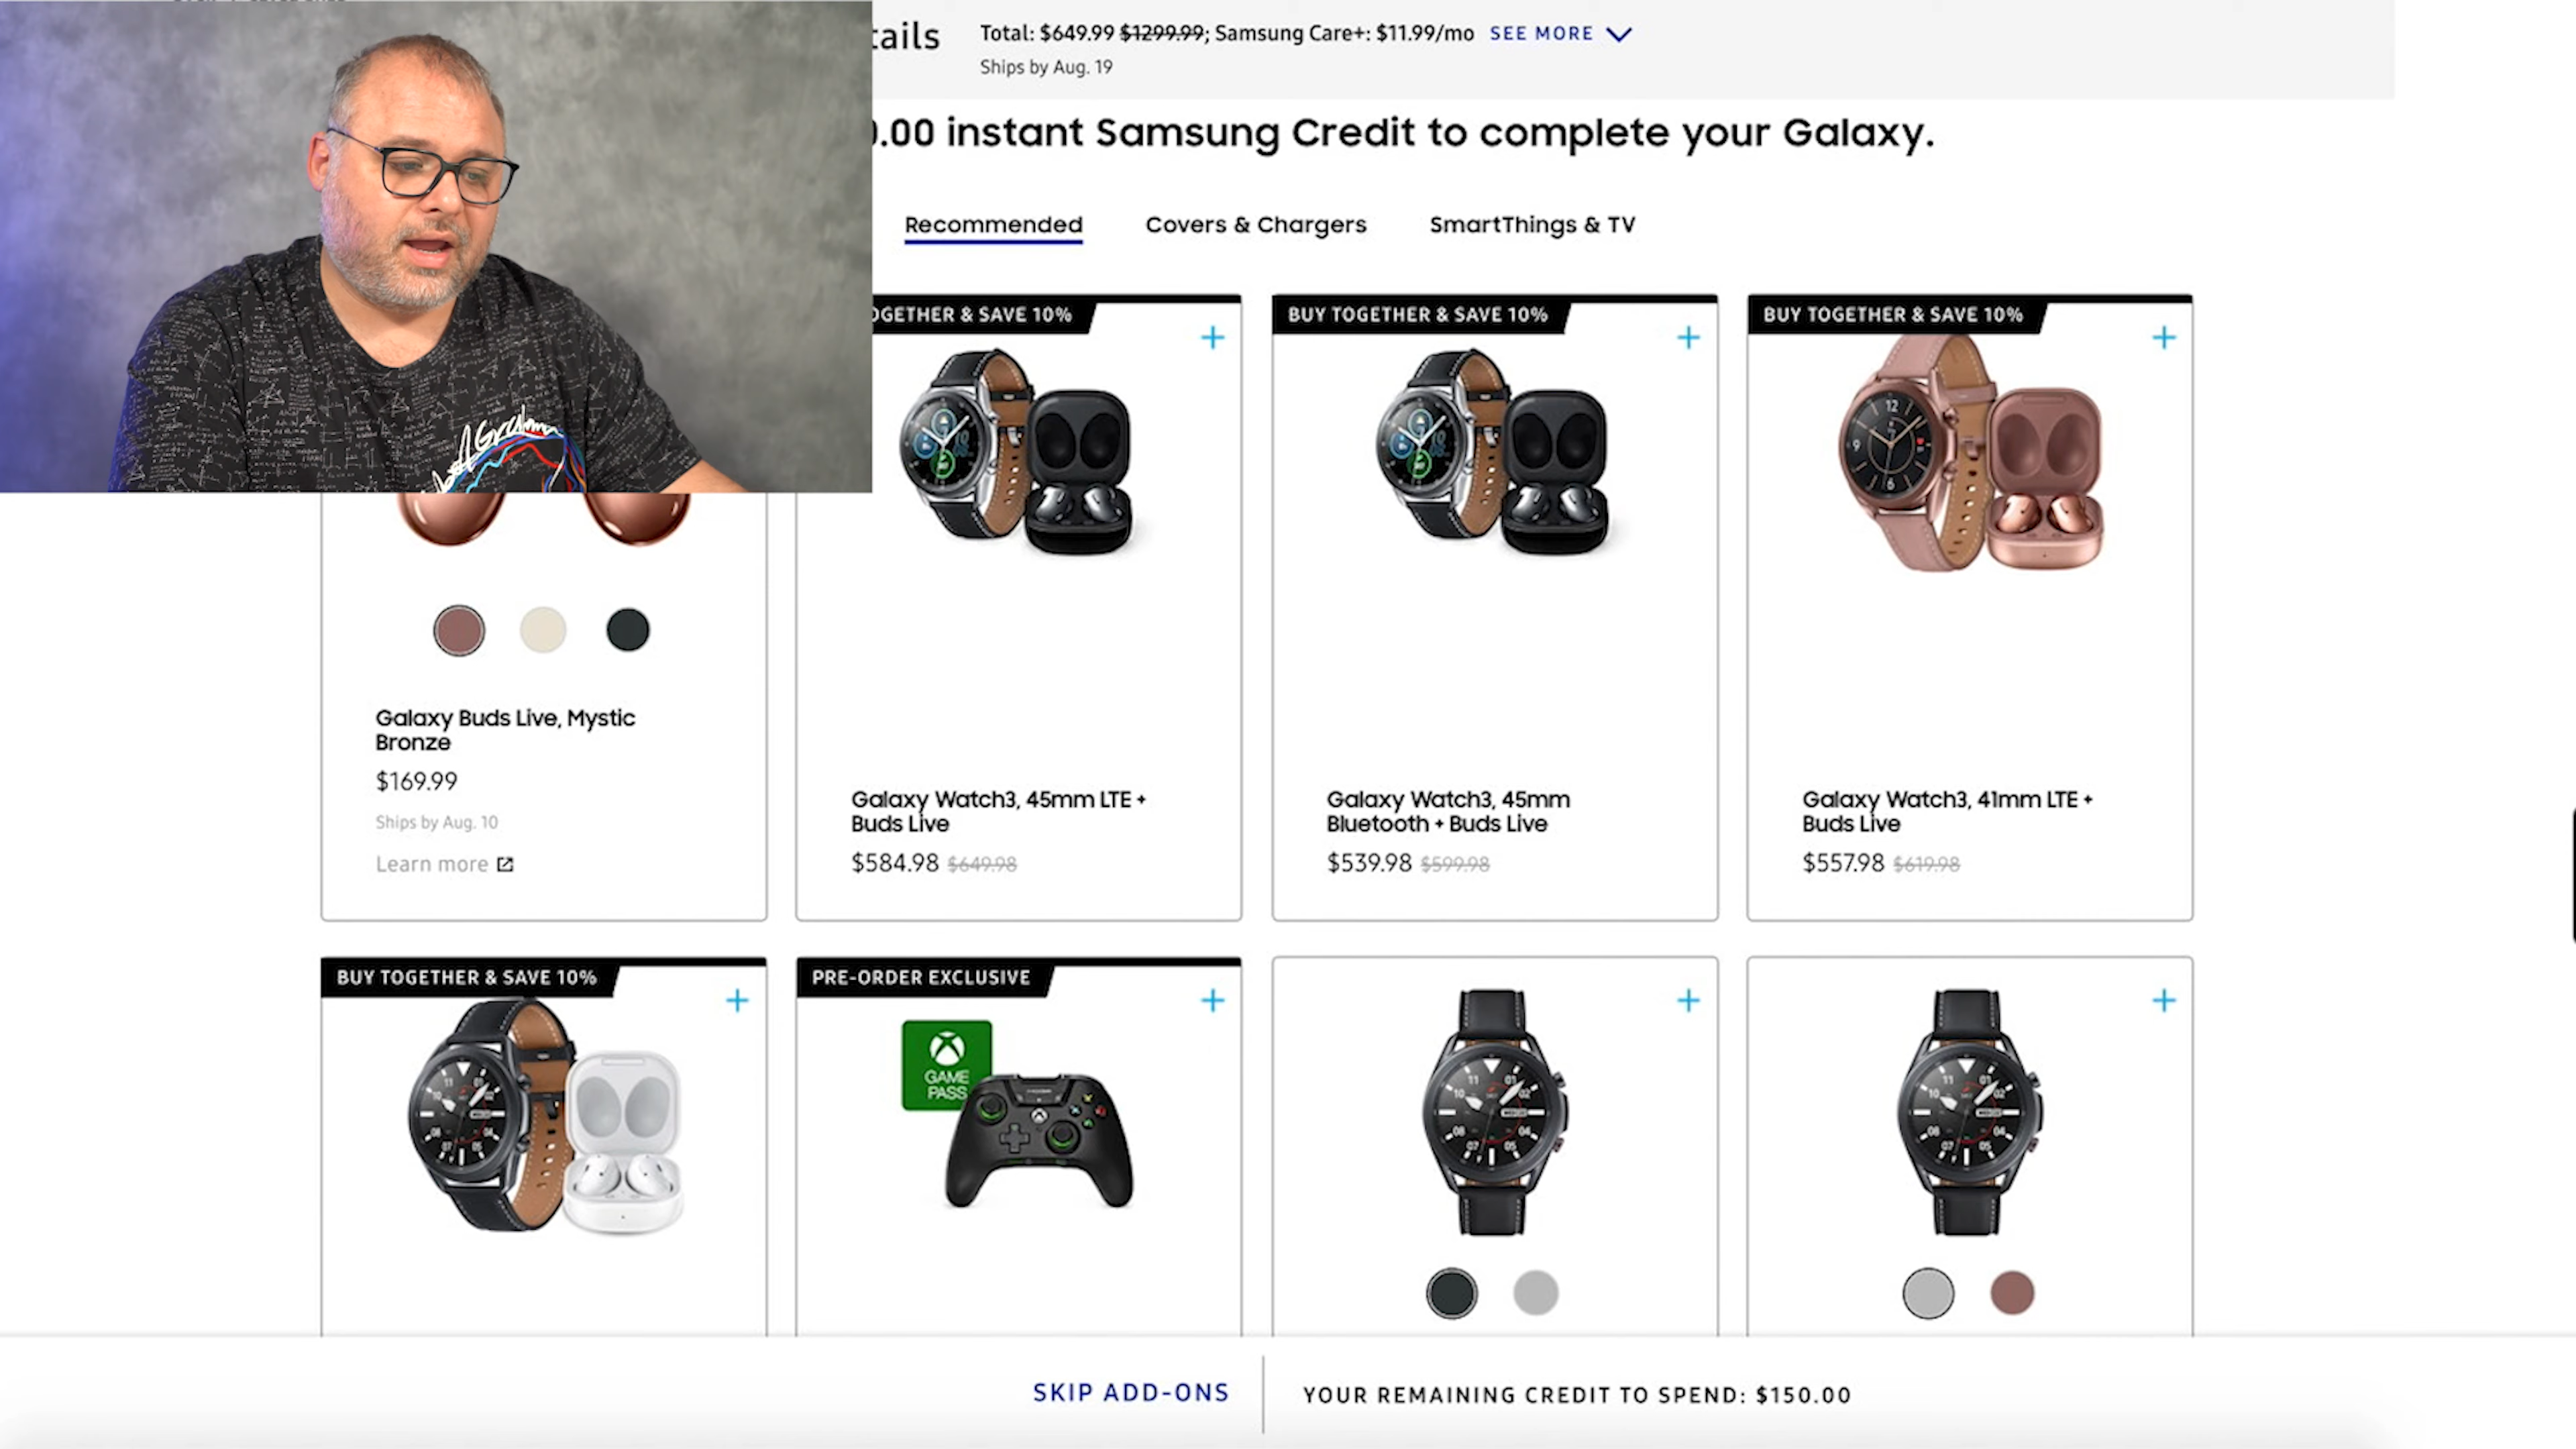 tails
Total: $649.99 $1299.99; Samsung Care+: $11.99/mo SEE MORE
Ships by Aug. 19
.00 instant Samsung Credit to complete your Galaxy.
Recommended Covers & Chargers SmartThings & TV
OGETHER & SAVE 10%
BUY TOGETHER & SAVE 10%
BUY TOGETHER & SAVE 10%
Galaxy Buds Live, Mystic
Bronze
$169.99
Ships by Aug. 10
Learn more
Galaxy Watch3, 45mm LTE +
Buds Live
$584.98 $649.98
Galaxy Watch3, 45mm
Bluetooth + Buds Live
$539.98 $599.98
Galaxy Watch3, 41mm LTE +
Buds Live
$557.98 $619.98
BUY TOGETHER & SAVE 10%
PRE-ORDER EXCLUSIVE
GAME
PASS
SKIP ADD-ONS
YOUR REMAINING CREDIT TO SPEND: $150.00